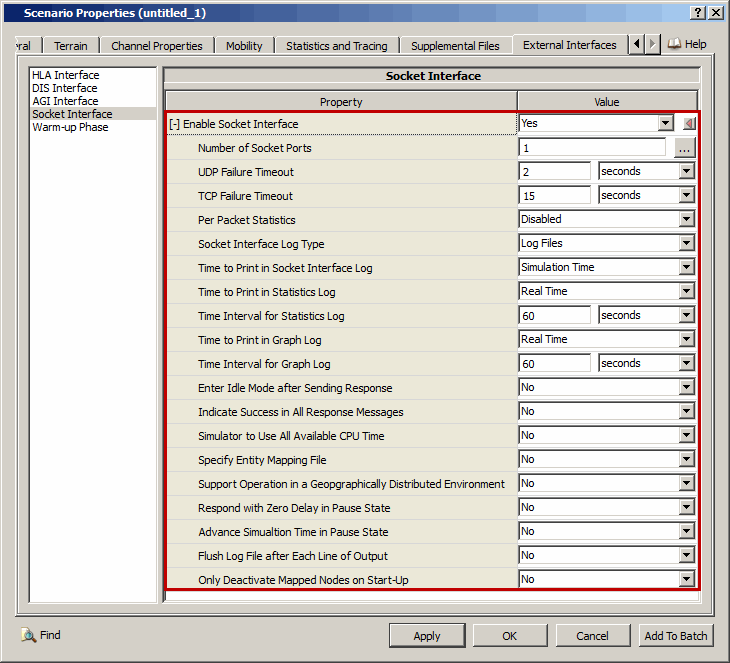 Scenario Properties (untitled_1)
ral Terrain Channel Properties Mobility Statistics and Tracing Supplemental Files External Interfaces Help
HLA Interface
DIS Interface
AGI Interface
Socket Interface
Warm-up Phase
Socket Interface
Property Value
[-] Enable Socket Interface Yes
Number of Socket Ports 1 ...
UDP Failure Timeout 2 seconds
TCP Failure Timeout 15 seconds
Per Packet Statistics Disabled
Socket Interface Log Type Log Files
Time to Print in Socket Interface Log Simulation Time
Time to Print in Statistics Log Real Time
Time Interval for Statistics Log 60 seconds
Time to Print in Graph Log Real Time
Time Interval for Graph Log 60 seconds
Enter Idle Mode after Sending Response No
Indicate Success in All Response Messages No
Simulator to Use All Available CPU Time No
Specify Entity Mapping File No
Support Operation in a Geopgraphically Distributed Environment No
Respond with Zero Delay in Pause State No
Advance Simualtion Time in Pause State No
Flush Log File after Each Line of Output No
Only Deactivate Mapped Nodes on Start-Up No
Find Apply OK Cancel Add To Batch